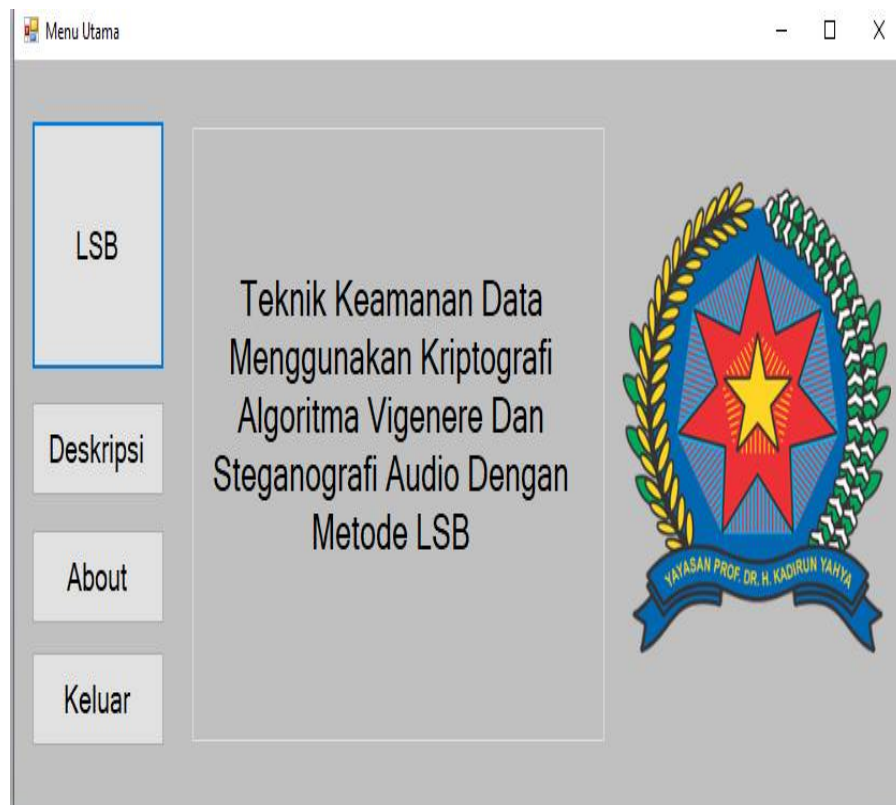 Menu Utama
LSB
Deskripsi
About
Keluar
Teknik Keamanan Data
Menggunakan Kriptografi
Algoritma Vigenere Dan
Steganografi Audio Dengan
Metode LSB
YAYASAN PROF. DR. H. KADIRUN YAHYA